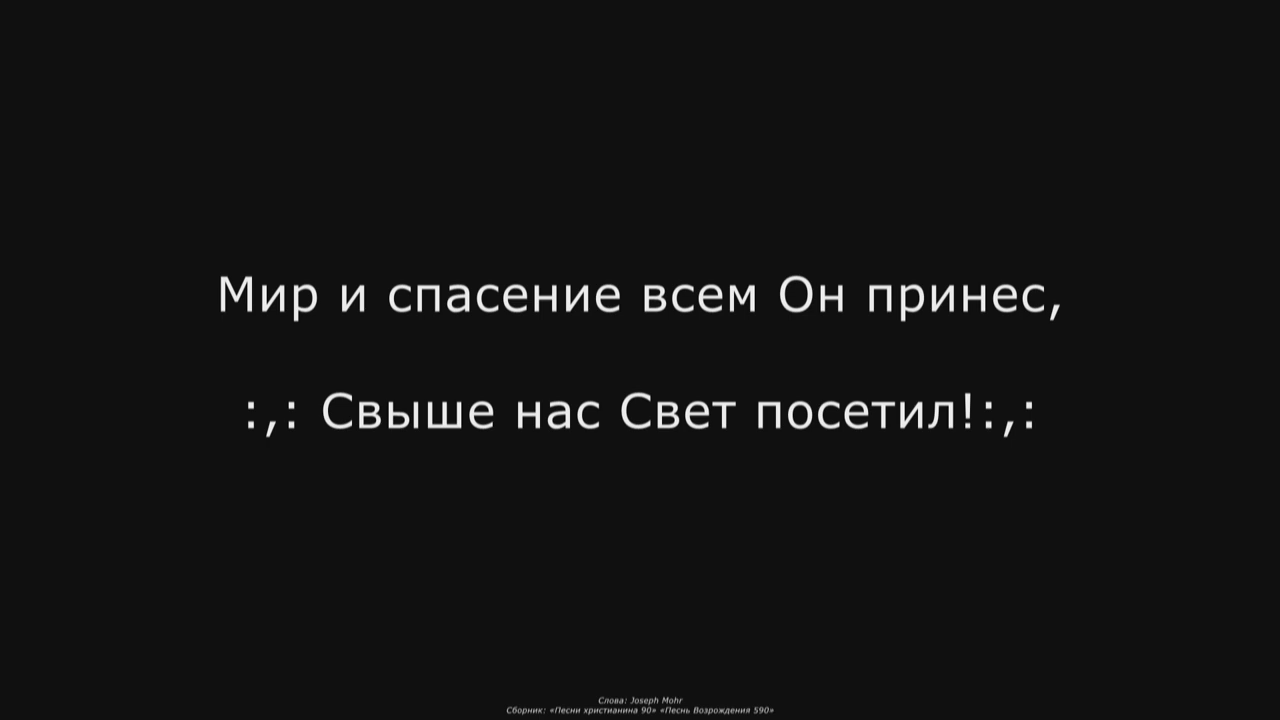 Мир и спасение всем Он принес,
:,: Свыше нас Свет посетил!:,:
Слова: Joseph Mohr
Сборник: «Песни христианина 90» «Песнь Возрождения 590»